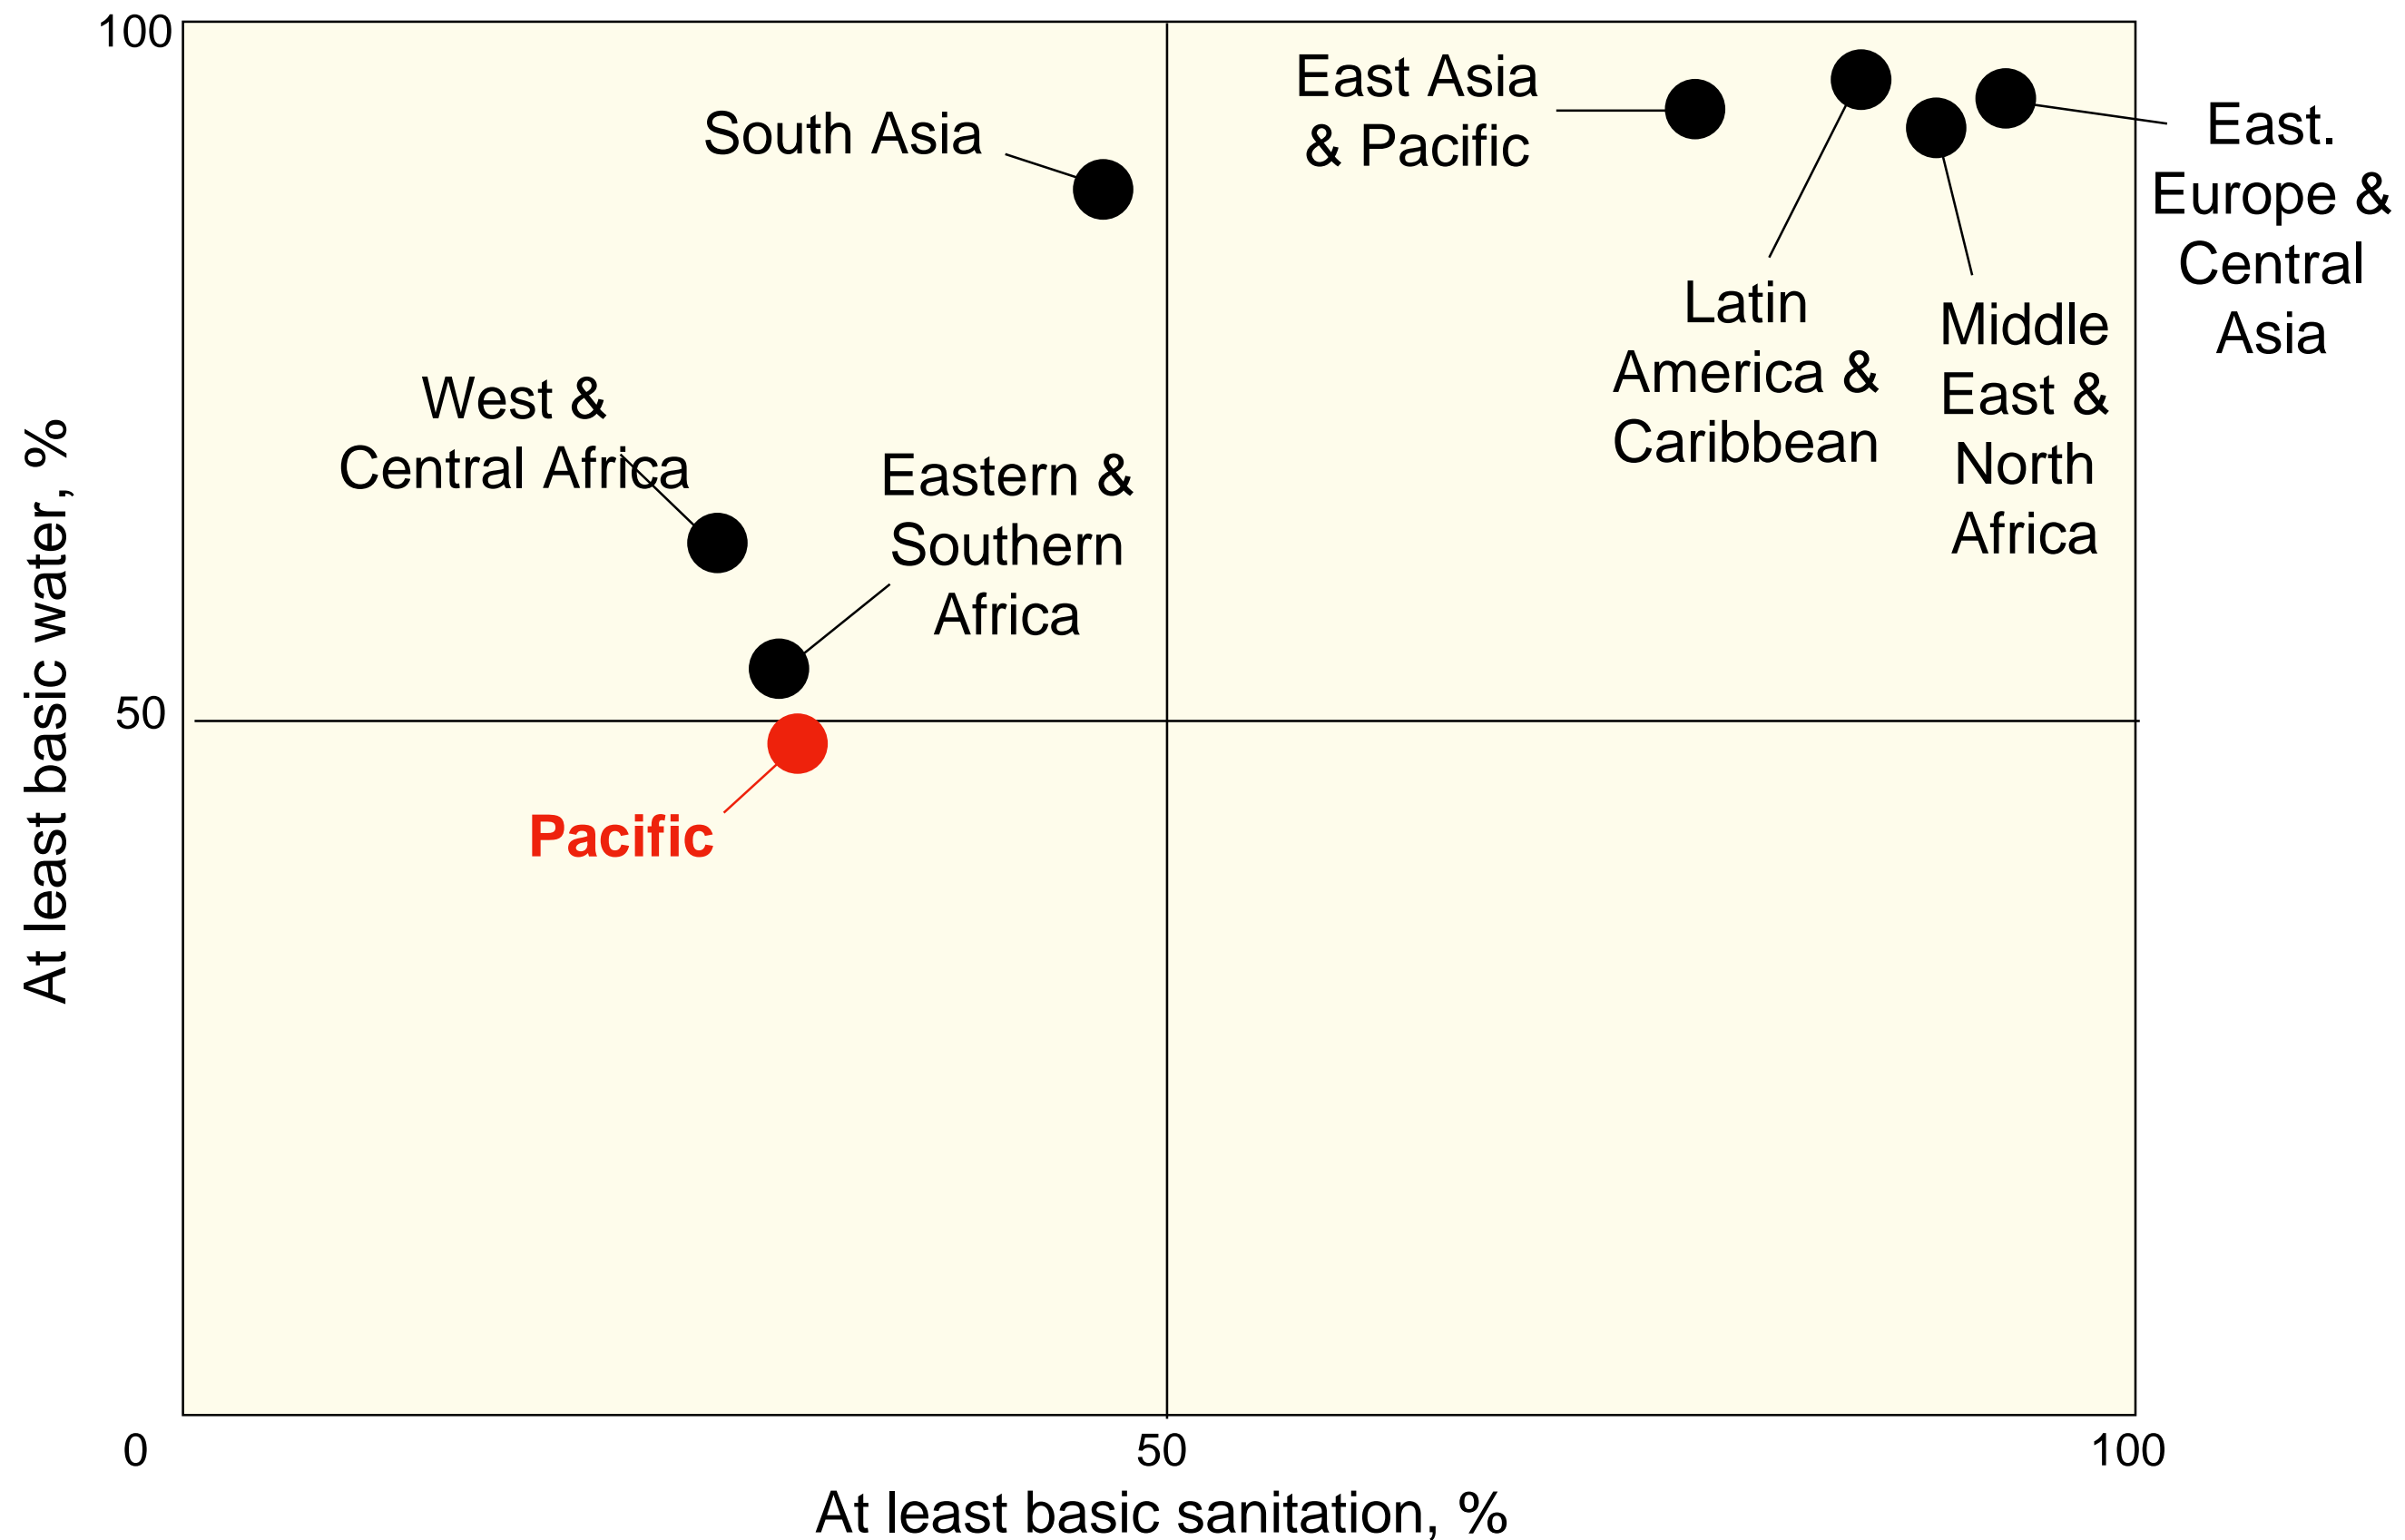 100
East Asia
& Pacific
South Asia
East.
Europe &
Central
Asia
Latin
America &
Caribbean
Middle
East &
North
Africa
West &
Central Africa
Eastern &
Southern
Africa
50
Pacific
At least basic water, %
0
50
100
At least basic sanitation, %